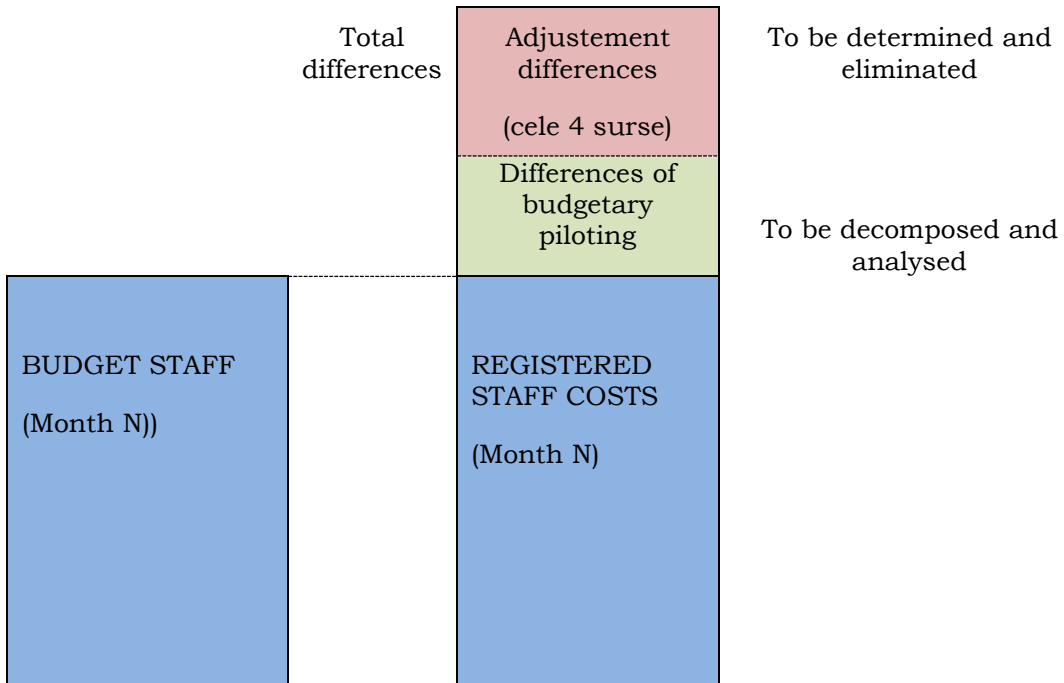 Total
differences
Adjustement
differences
(cele 4 surse)
To be determined and
eliminated
Differences of
budgetary
piloting
To be decomposed and
analysed
BUDGET STAFF
(Month N))
REGISTERED
STAFF COSTS
(Month N)